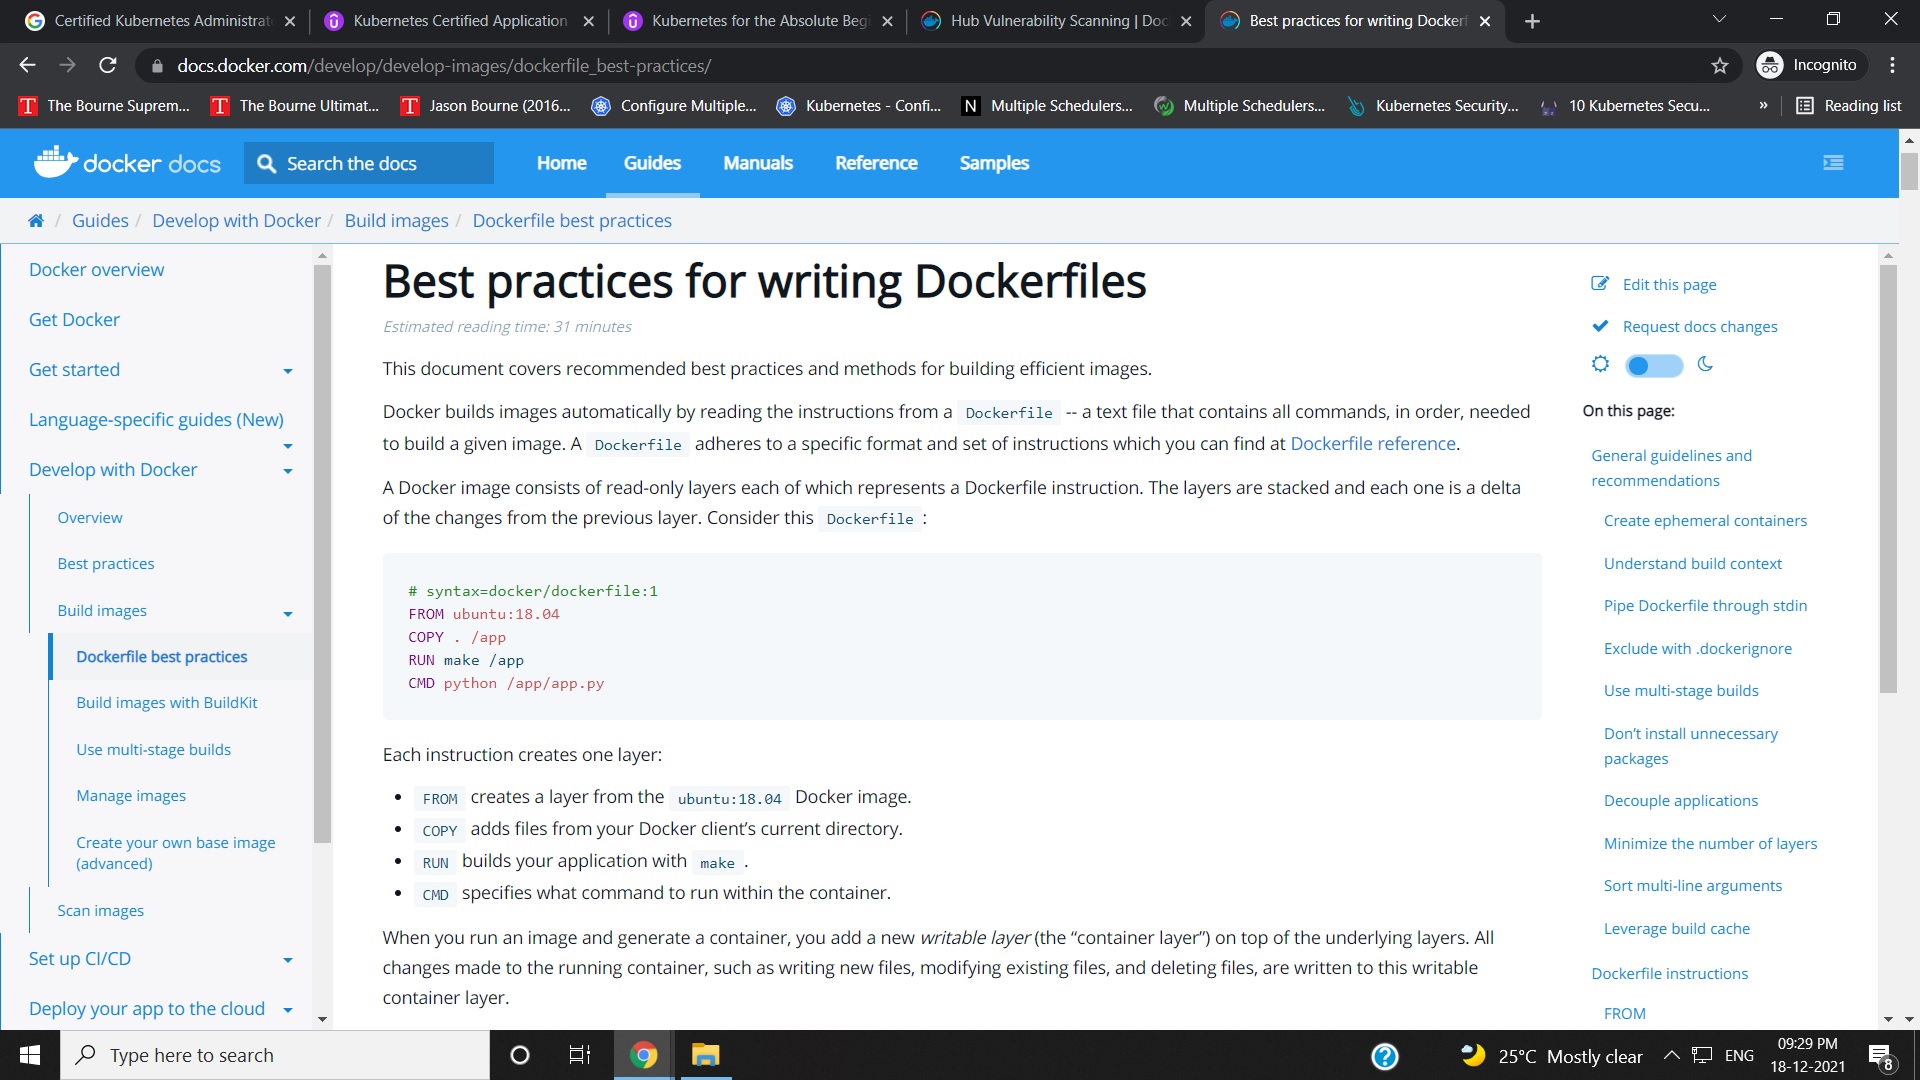 Certified Kubernetes Administrat
Kubernetes Certified Application
Kubernetes for the Absolute Beg
Hub Vulnerability Scanning | Doc
Best practices for writing Dockerf
docs.docker.com/develop/develop-images/dockerfile_best-practices/
Incognito
The Bourne Suprem...
The Bourne Ultimat...
Jason Bourne (2016...
Configure Multiple...
Kubernetes - Confi...
Multiple Schedulers...
Multiple Schedulers...
Kubernetes Security...
10 Kubernetes Secu...
»
Reading list
docker docs
Search the docs
Home
Guides
Manuals
Reference
Samples
/ Guides / Develop with Docker / Build images / Dockerfile best practices
Docker overview
Get Docker
Get started
Language-specific guides (New)
Develop with Docker
Overview
Best practices
Build images
Dockerfile best practices
Build images with BuildKit
Use multi-stage builds
Manage images
Create your own base image
(advanced)
Scan images
Set up CI/CD
Deploy your app to the cloud
Best practices for writing Dockerfiles
Estimated reading time: 31 minutes
This document covers recommended best practices and methods for building efficient images.
Docker builds images automatically by reading the instructions from a Dockerfile -- a text file that contains all commands, in order, needed
to build a given image. A Dockerfile adheres to a specific format and set of instructions which you can find at Dockerfile reference.
A Docker image consists of read-only layers each of which represents a Dockerfile instruction. The layers are stacked and each one is a delta
of the changes from the previous layer. Consider this Dockerfile :
# syntax=docker/dockerfile:1
FROM ubuntu:18.04
COPY . /app
RUN make /app
CMD python /app/app.py
Each instruction creates one layer:
• FROM creates a layer from the ubuntu:18.04 Docker image.
• COPY adds files from your Docker client’s current directory.
• RUN builds your application with make .
• CMD specifies what command to run within the container.
When you run an image and generate a container, you add a new writable layer (the “container layer”) on top of the underlying layers. All
changes made to the running container, such as writing new files, modifying existing files, and deleting files, are written to this writable
container layer.
Edit this page
Request docs changes
On this page:
General guidelines and
recommendations
Create ephemeral containers
Understand build context
Pipe Dockerfile through stdin
Exclude with .dockerignore
Use multi-stage builds
Don’t install unnecessary
packages
Decouple applications
Minimize the number of layers
Sort multi-line arguments
Leverage build cache
Dockerfile instructions
FROM
Type here to search
25°C Mostly clear
ENG
09:29 PM
18-12-2021
8